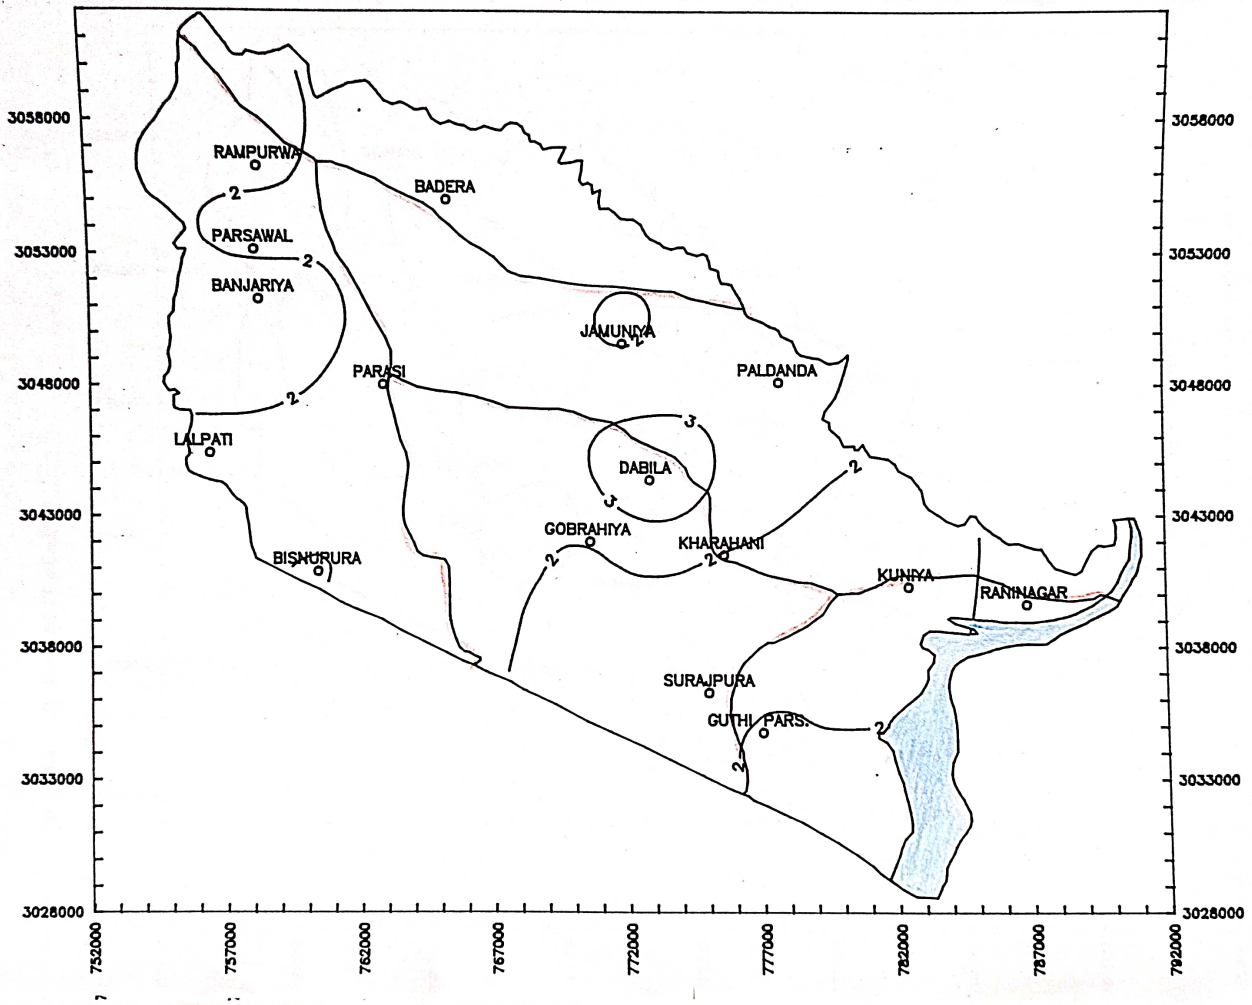 3058000 3058000
RAMPURWA
BADERA
2
PARSAWAL
3053000 3053000
2
BANJARIYA
JAMUNIYA
2
PARASI
PALDANDA
3048000 3048000
2
3
LALPATI
DABILA
2
3
3043000 3043000
GOBRAHIYA
KHARAHANI
BISNUPURA
2
2
KUNIYA
RANINAGAR
3038000 3038000
SURAJPURA
GUTHI PARS.
2
2
3033000 3033000
3028000 3028000
752000 757000 762000 767000 772000 777000 782000 787000 792000